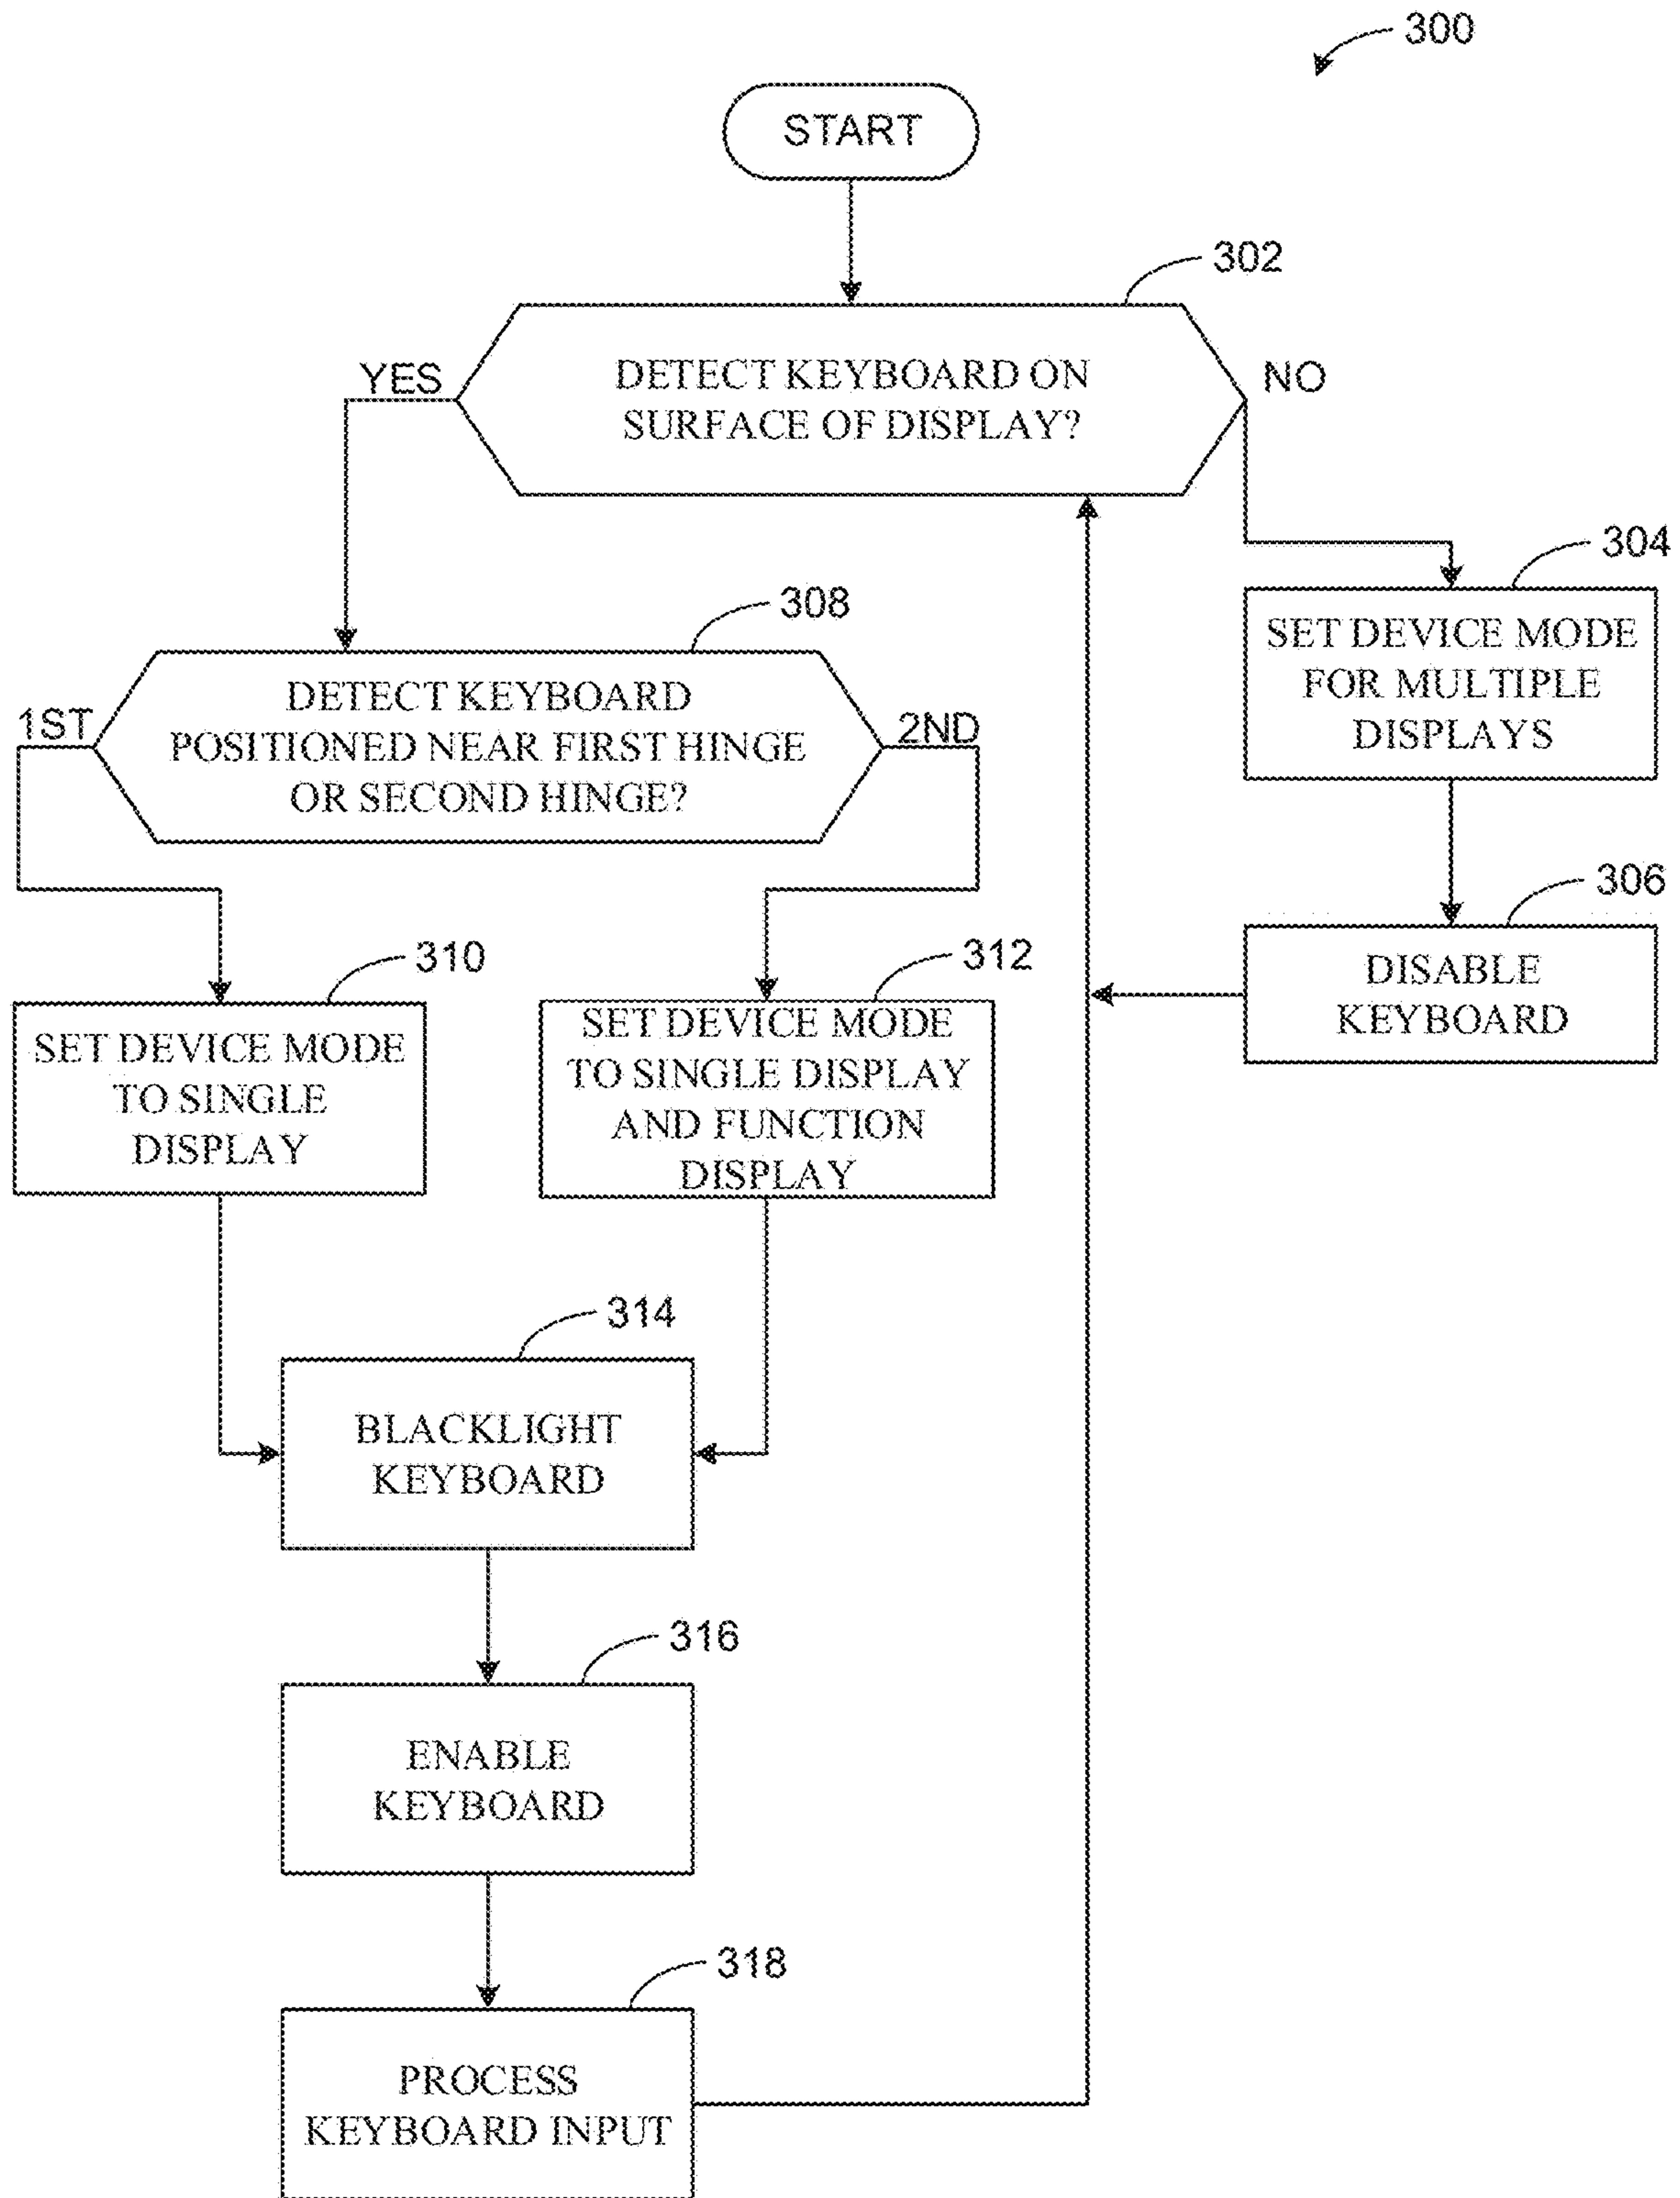 300
START
302
YES
DETECT KEYBOARD ON
SURFACE OF DISPLAY?
NO
304
SET DEVICE MODE
FOR MULTIPLE
DISPLAYS
308
1ST
DETECT KEYBOARD
POSITIONED NEAR FIRST HINGE
OR SECOND HINGE?
2ND
306
DISABLE
KEYBOARD
310
SET DEVICE MODE
TO SINGLE
DISPLAY
312
SET DEVICE MODE
TO SINGLE DISPLAY
AND FUNCTION
DISPLAY
314
BLACKLIGHT
KEYBOARD
316
ENABLE
KEYBOARD
318
PROCESS
KEYBOARD INPUT